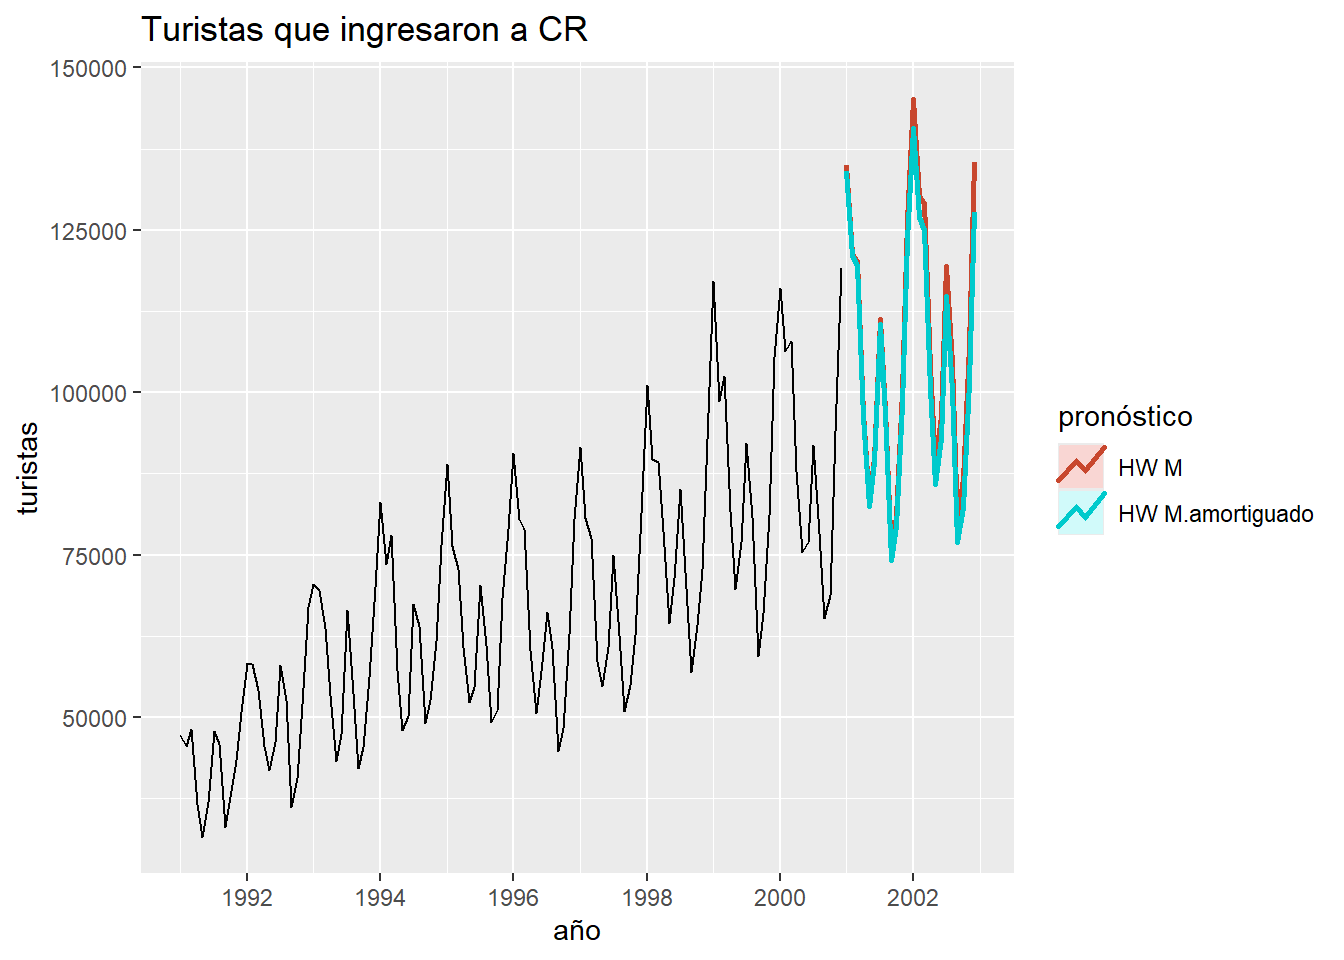 Turistas que ingresaron a CR
150000
125000
100000
75000
50000
turistas
1992
1994
1996
1998
2000
2002
año
pronóstico
HW M
HW M.amortiguado